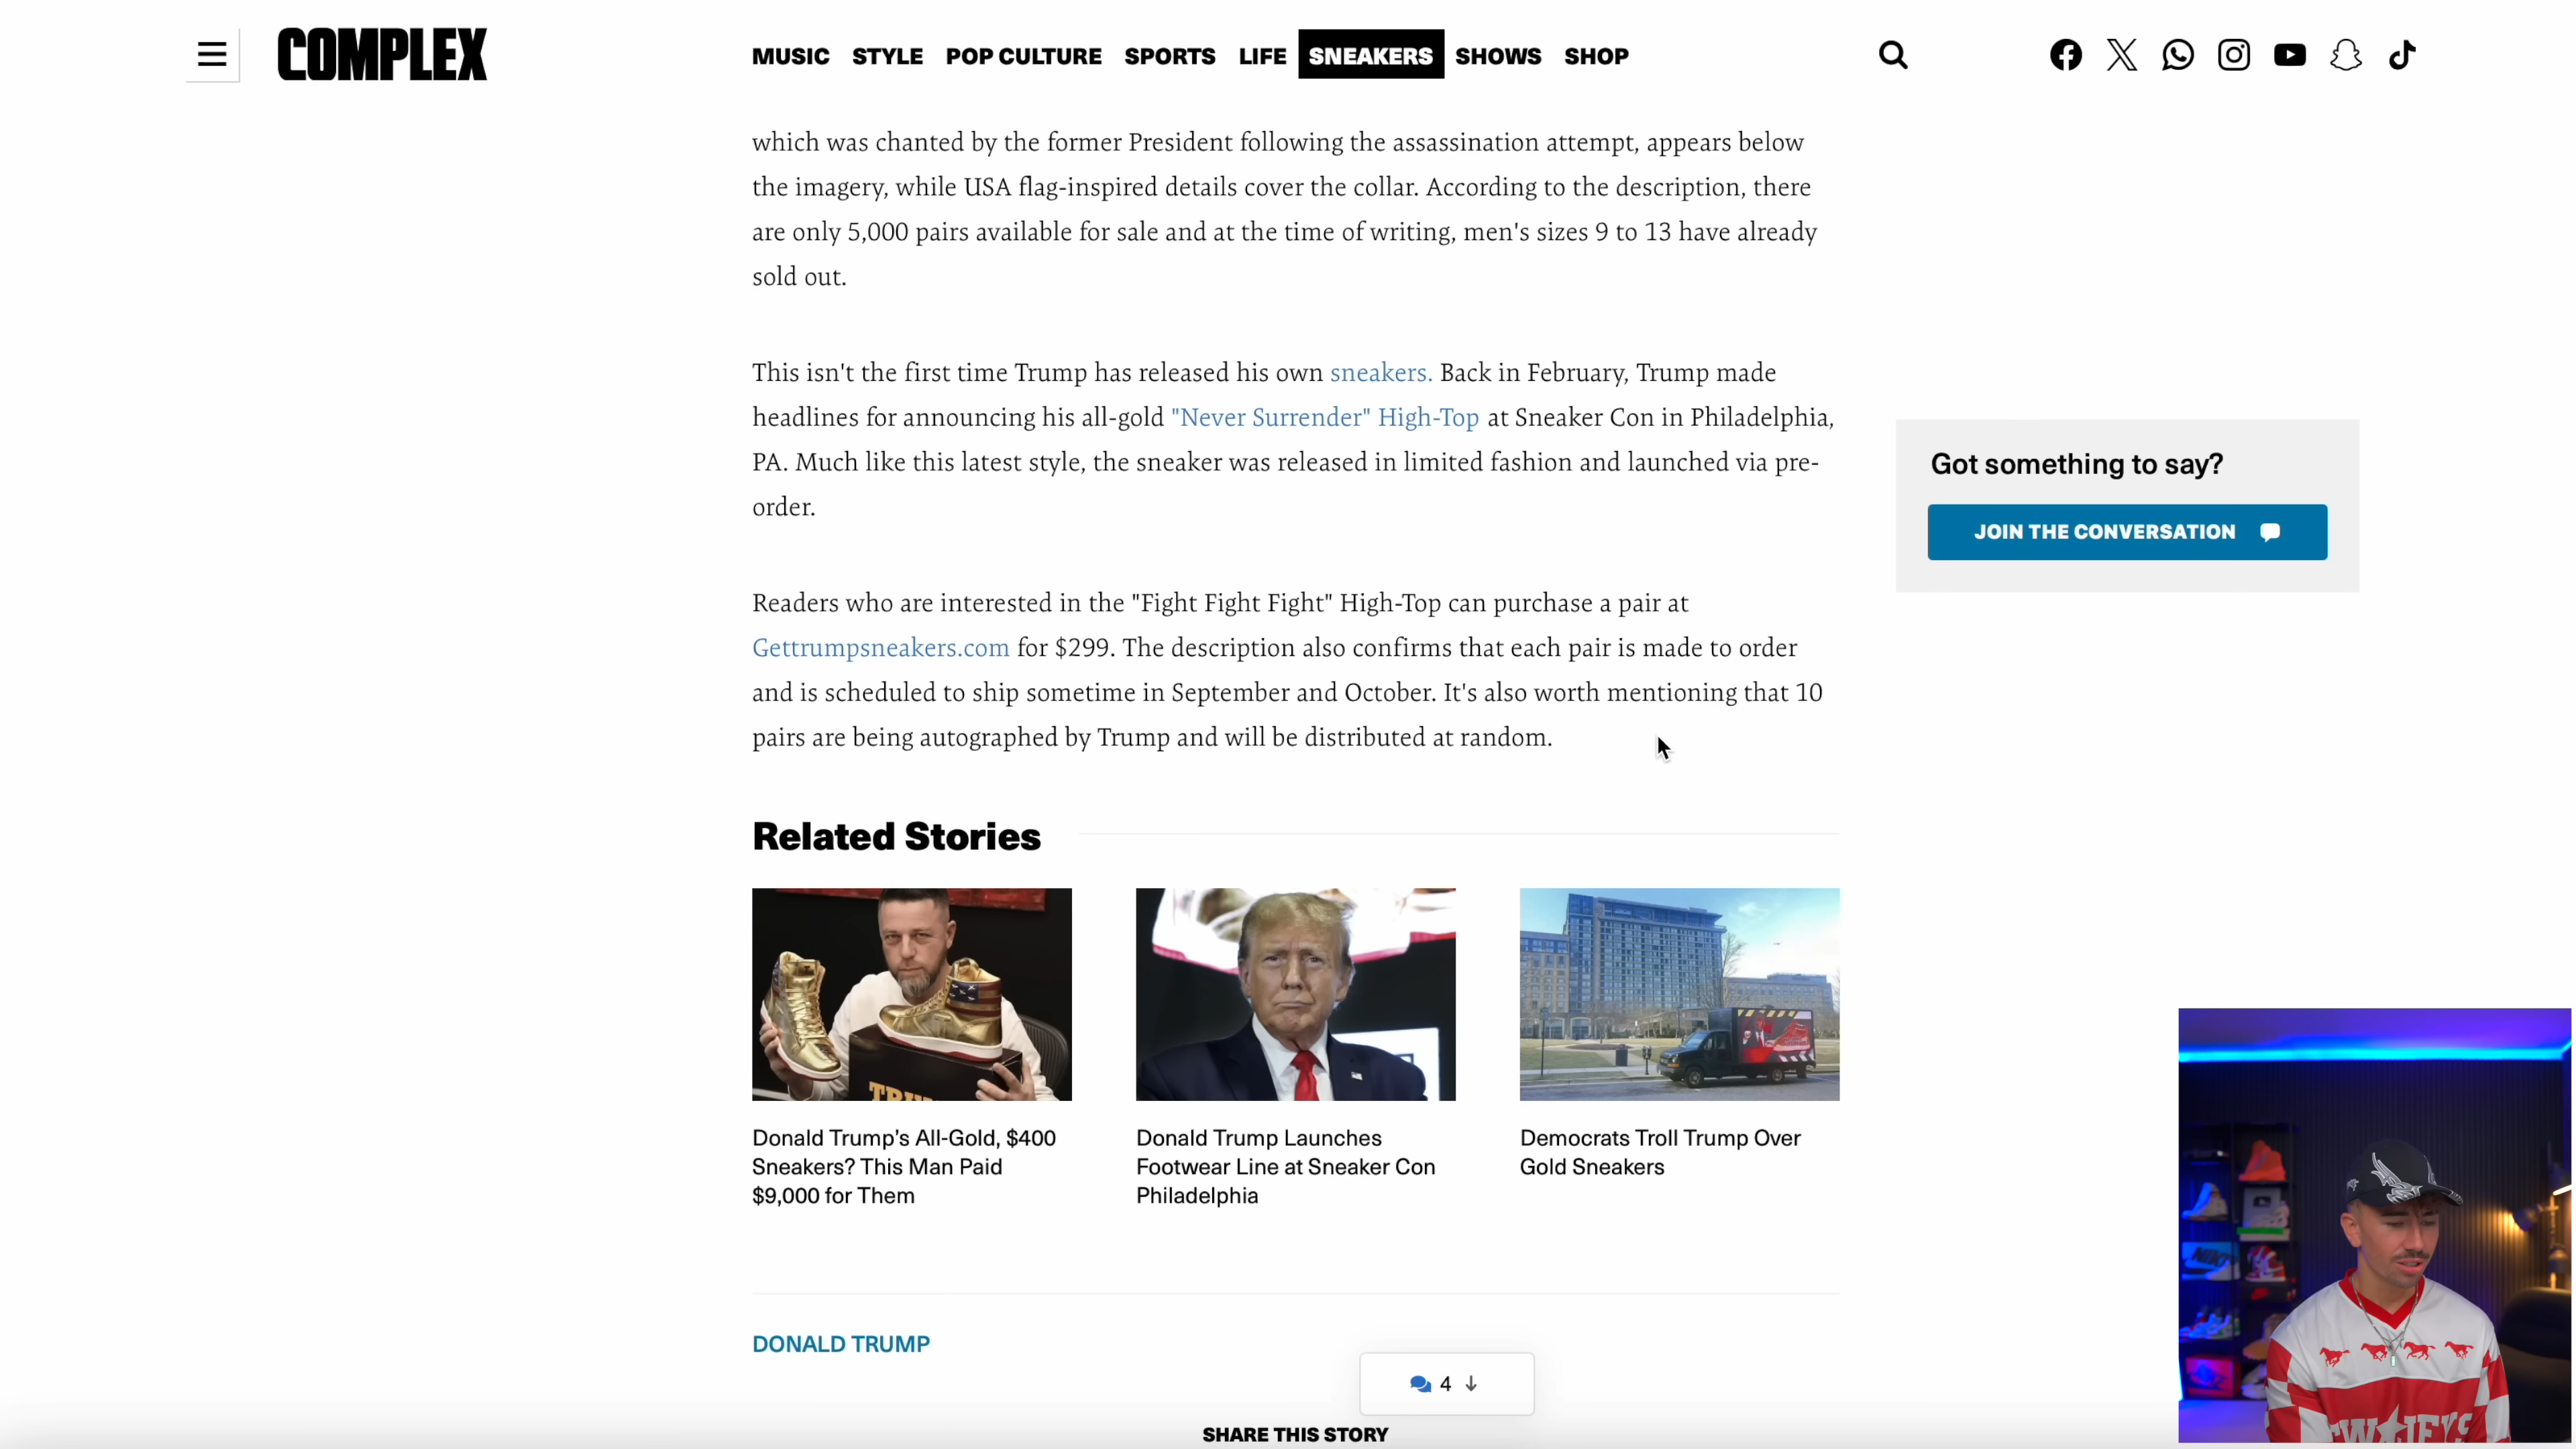 COMPLEX
MUSIC STYLE POP CULTURE SPORTS LIFE SNEAKERS SHOWS SHOP
which was chanted by the former President following the assassination attempt, appears below
the imagery, while USA flag-inspired details cover the collar. According to the description, there
are only 5,000 pairs available for sale and at the time of writing, men's sizes 9 to 13 have already
sold out.
This isn't the first time Trump has released his own sneakers. Back in February, Trump made
headlines for announcing his all-gold "Never Surrender" High-Top at Sneaker Con in Philadelphia,
PA. Much like this latest style, the sneaker was released in limited fashion and launched via pre-
order.
Readers who are interested in the "Fight Fight Fight" High-Top can purchase a pair at
Gettrumpsneakers.com for $299. The description also confirms that each pair is made to order
and is scheduled to ship sometime in September and October. It's also worth mentioning that 10
pairs are being autographed by Trump and will be distributed at random.
Got something to say?
JOIN THE CONVERSATION
Related Stories
Donald Trump's All-Gold, $400
Sneakers? This Man Paid
$9,000 for Them
Donald Trump Launches
Footwear Line at Sneaker Con
Philadelphia
Democrats Troll Trump Over
Gold Sneakers
DONALD TRUMP
4
SHARE THIS STORY